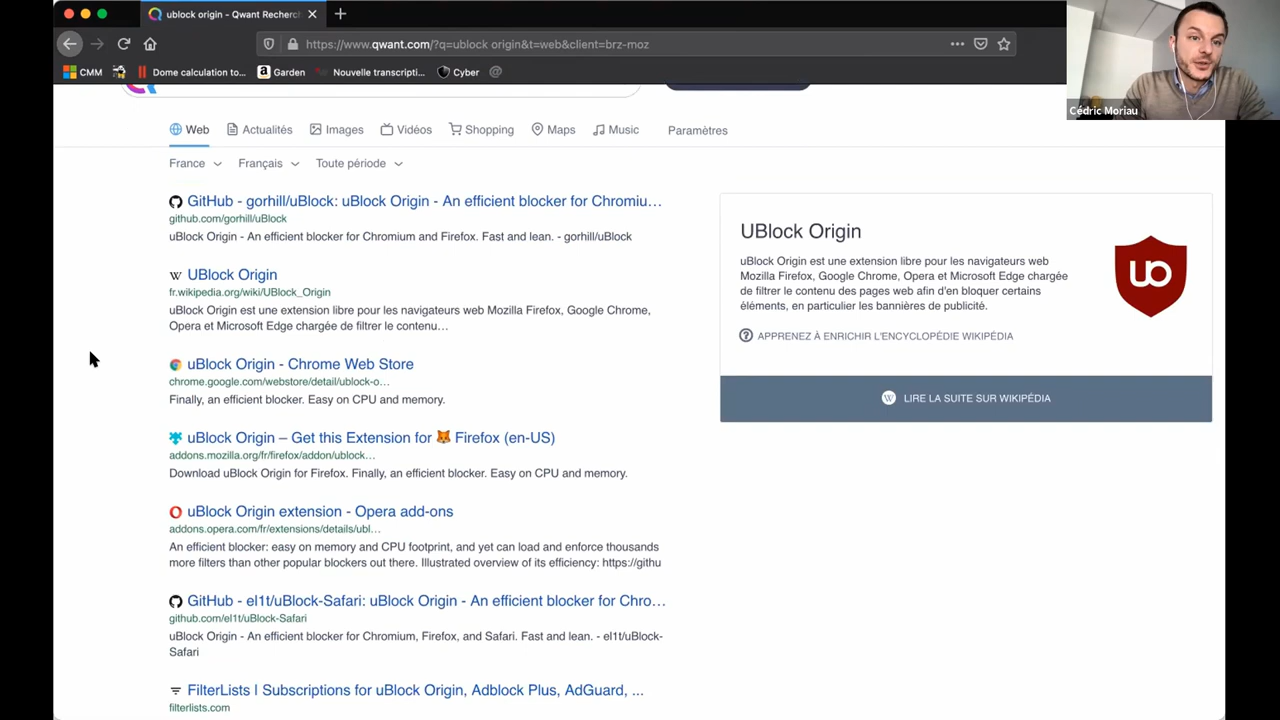 ublock origin - Qwant Recherch
https://www.qwant.com/?q=ublock origin&t=web&client=brz-moz
CMM
Dome calculation to...
Garden
Nouvelle transcripti...
Cyber
Cédric Moriau
Web
Actualités
Images
Vidéos
Shopping
Maps
Music
Paramètres
France
Français
Toute période
GitHub - gorhill/uBlock: uBlock Origin - An efficient blocker for Chromiu...
github.com/gorhill/uBlock
uBlock Origin - An efficient blocker for Chromium and Firefox. Fast and lean. - gorhill/uBlock
W UBlock Origin
fr.wikipedia.org/wiki/UBlock_Origin
uBlock Origin est une extension libre pour les navigateurs web Mozilla Firefox, Google Chrome,
Opera et Microsoft Edge chargée de filtrer le contenu...
uBlock Origin - Chrome Web Store
chrome.google.com/webstore/detail/ublock-o...
Finally, an efficient blocker. Easy on CPU and memory.
uBlock Origin – Get this Extension for 🦊 Firefox (en-US)
addons.mozilla.org/fr/firefox/addon/ublock...
Download uBlock Origin for Firefox. Finally, an efficient blocker. Easy on CPU and memory.
uBlock Origin extension - Opera add-ons
addons.opera.com/fr/extensions/details/ubl...
An efficient blocker: easy on memory and CPU footprint, and yet can load and enforce thousands
more filters than other popular blockers out there. Illustrated overview of its efficiency: https://githu
GitHub - el1t/uBlock-Safari: uBlock Origin - An efficient blocker for Chro...
github.com/el1t/uBlock-Safari
uBlock Origin - An efficient blocker for Chromium, Firefox, and Safari. Fast and lean. - el1t/uBlock-
Safari
FilterLists | Subscriptions for uBlock Origin, Adblock Plus, AdGuard, ...
filterlists.com
UBlock Origin
uBlock Origin est une extension libre pour les navigateurs web
Mozilla Firefox, Google Chrome, Opera et Microsoft Edge chargée
de filtrer le contenu des pages web afin d'en bloquer certains
éléments, en particulier les bannières de publicité.
uo
APPRENEZ À ENRICHIR L'ENCYCLOPÉDIE WIKIPÉDIA
W LIRE LA SUITE SUR WIKIPÉDIA